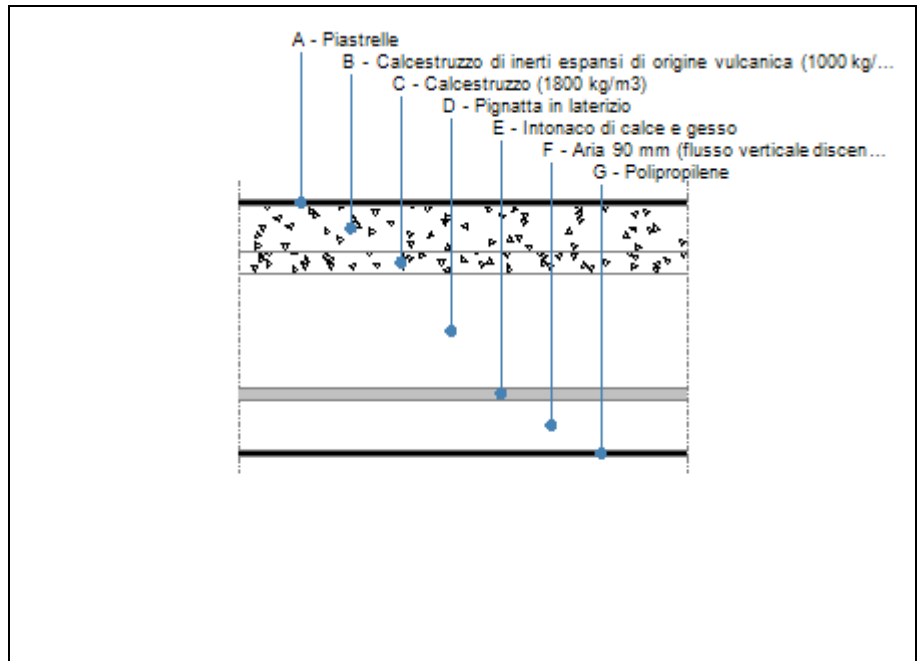 A - Piastrelle
B - Calcestruzzo di inerti espansi di origine vulcanica (1000 kg/...
C - Calcestruzzo (1800 kg/m3)
D - Pignatta in laterizio
E - Intonaco di calce e gesso
F - Aria 90 mm (flusso verticale discen...
G - Polipropilene